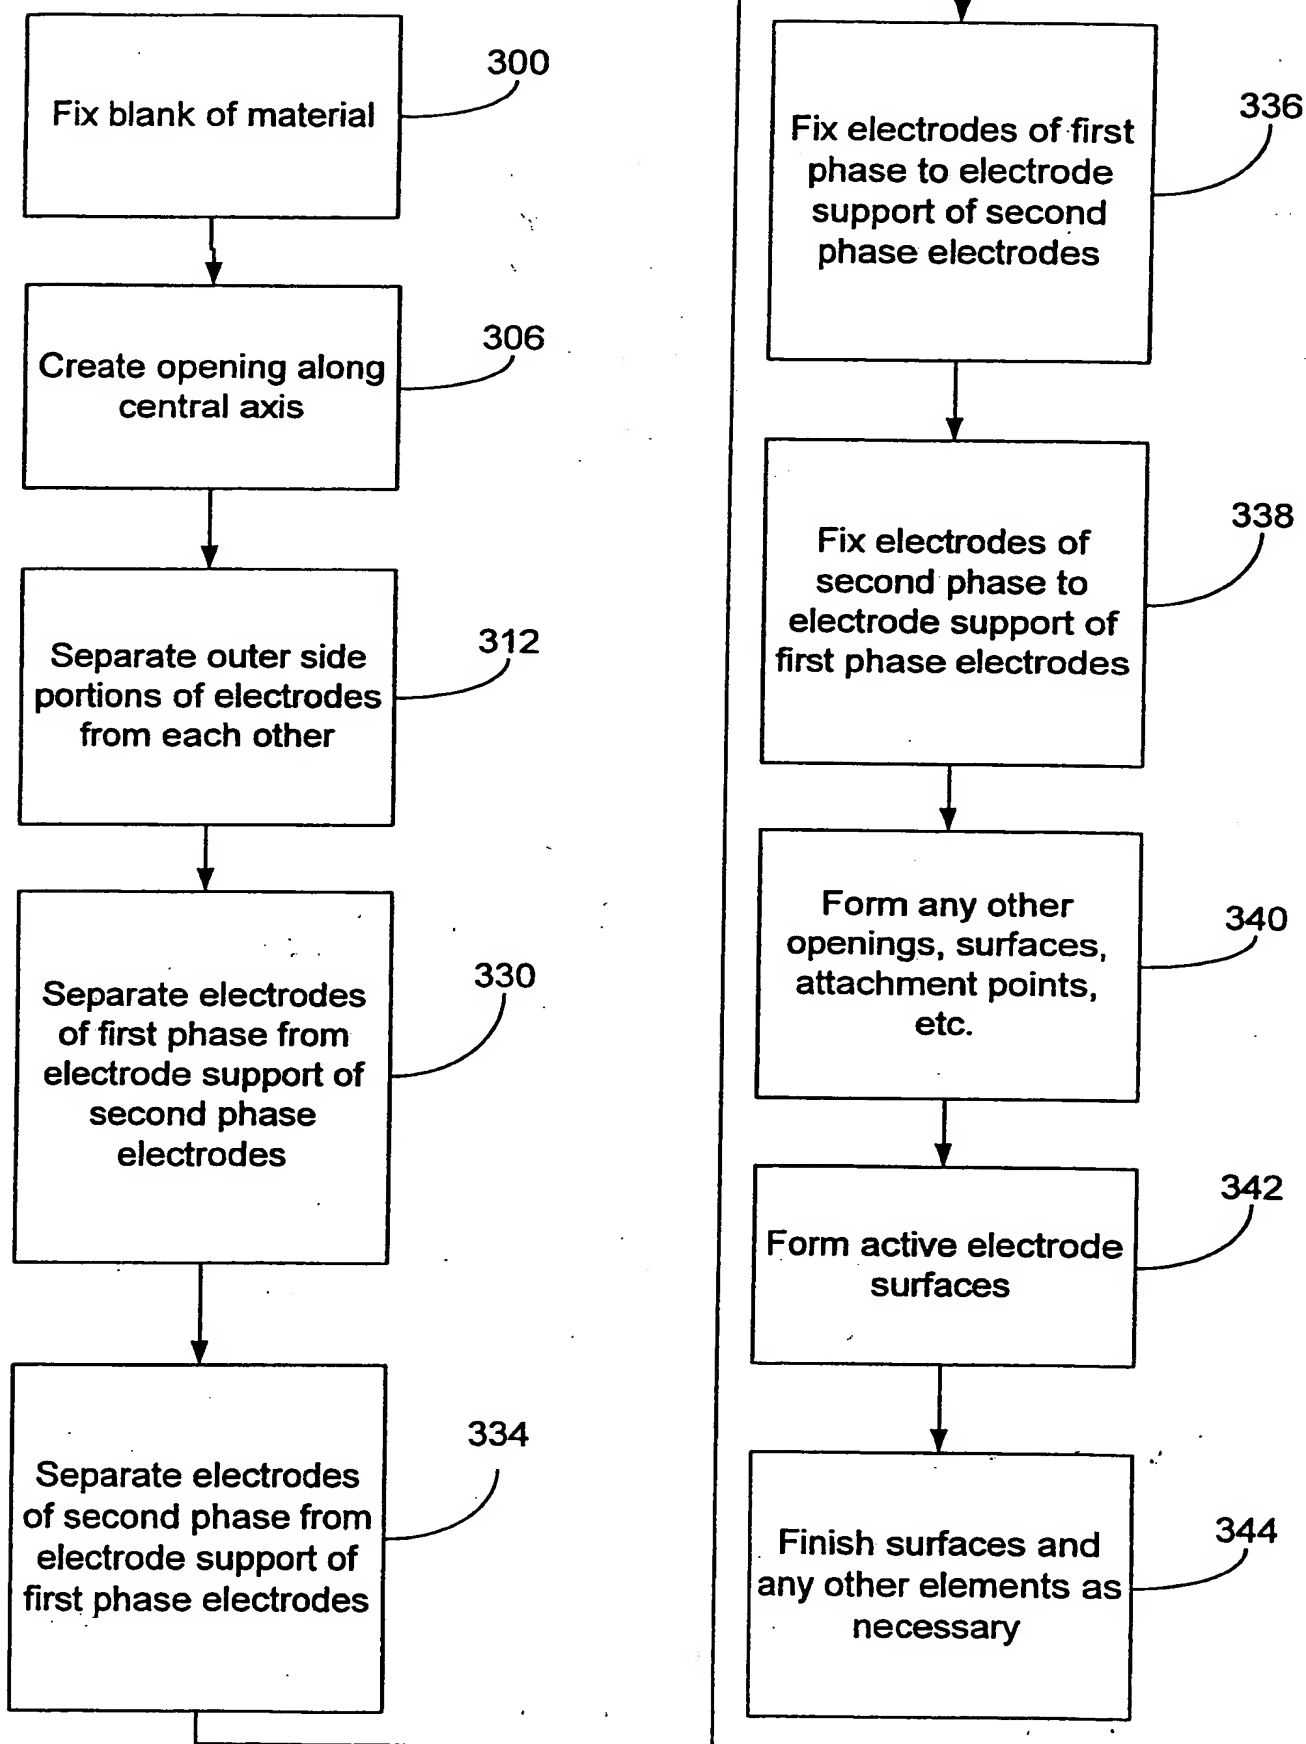 Fix blank of material
300
Create opening along
central axis
306
Separate outer side
portions of electrodes
from each other
312
Separate electrodes
of first phase from
electrode support of
second phase
electrodes
330
Separate electrodes
of second phase from
electrode support of
first phase electrodes
334
Fix electrodes of first
phase to electrode
support of second
phase electrodes
336
Fix electrodes of
second phase to
electrode support of
first phase electrodes
338
Form any other
openings, surfaces,
attachment points,
etc.
340
Form active electrode
surfaces
342
Finish surfaces and
any other elements as
necessary
344